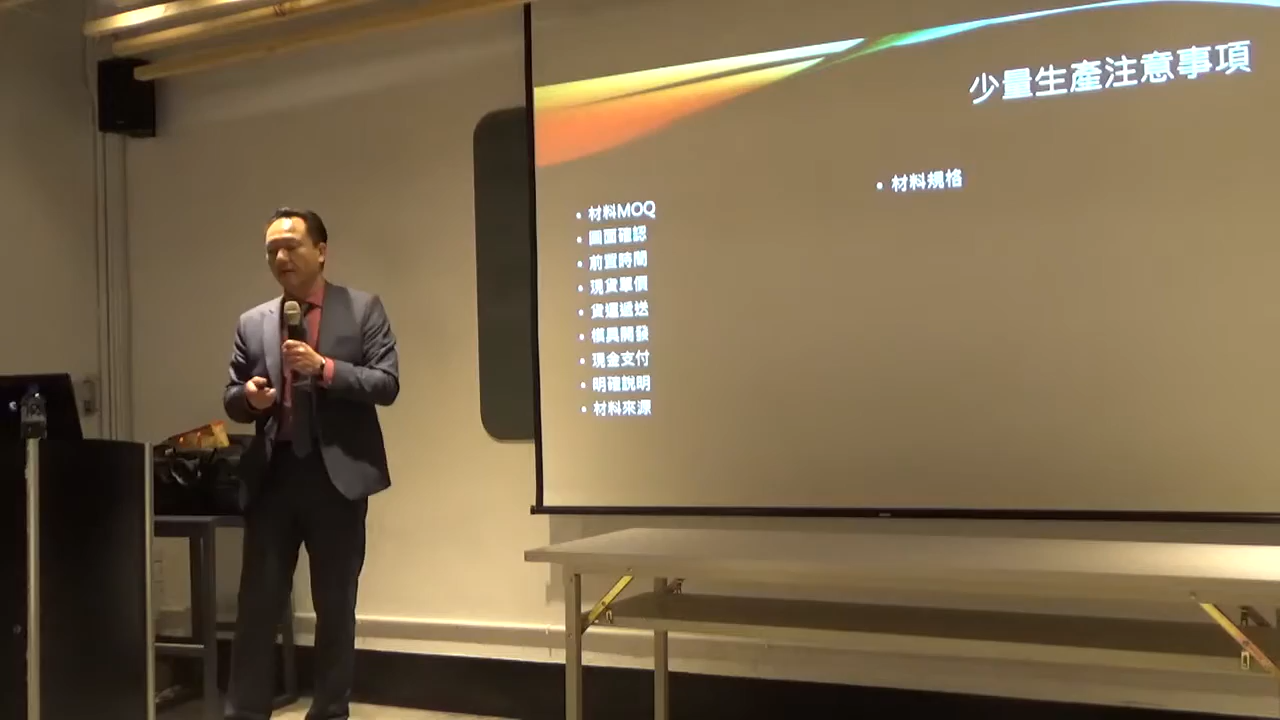 少量生產注意事項
• 材料MOQ
• 圖面確認
• 前置時間
• 現貨單價
• 貨運遞送
• 模具開發
• 現金支付
• 明確說明
• 材料來源
• 材料規格